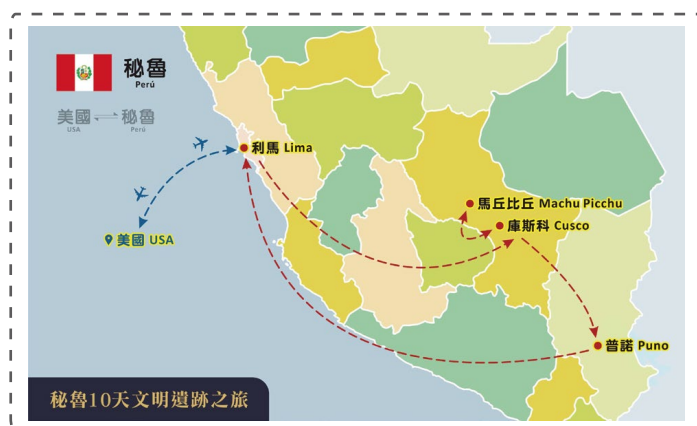 秘魯
Perú
美國 ⇌ 秘魯
USA Perú
利馬 Lima
美國 USA
馬丘比丘 Machu Picchu
庫斯科 Cusco
普諾 Puno
秘魯10天文明遺跡之旅